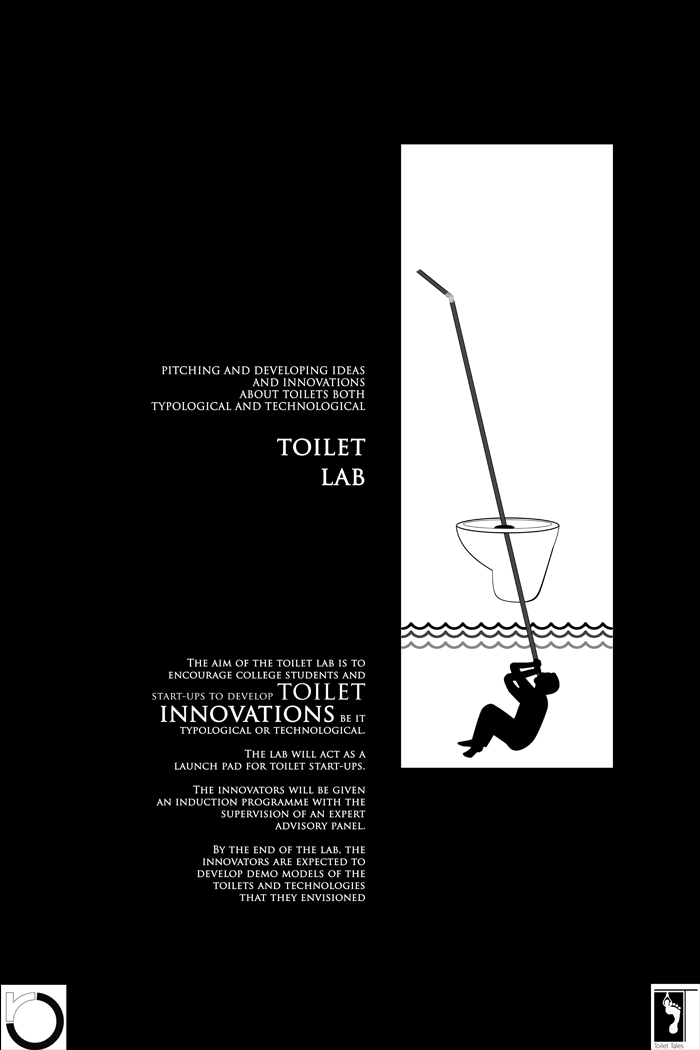 PITCHING AND DEVELOPING IDEAS
AND INNOVATIONS
ABOUT TOILETS BOTH
TYPOLOGICAL AND TECHNOLOGICAL
TOILET
LAB
THE AIM OF THE TOILET LAB IS TO
ENCOURAGE COLLEGE STUDENTS AND
START-UPS TO DEVELOP TOILET
INNOVATIONS BE IT
TYPOLOGICAL OR TECHNOLOGICAL.
THE LAB WILL ACT AS A
LAUNCH PAD FOR TOILET START-UPS.
THE INNOVATORS WILL BE GIVEN
AN INDUCTION PROGRAMME WITH THE
SUPERVISION OF AN EXPERT
ADVISORY PANEL.
BY THE END OF THE LAB, THE
INNOVATORS ARE EXPECTED TO
DEVELOP DEMO MODELS OF THE
TOILETS AND TECHNOLOGIES
THAT THEY ENVISIONED
Toilet Tales